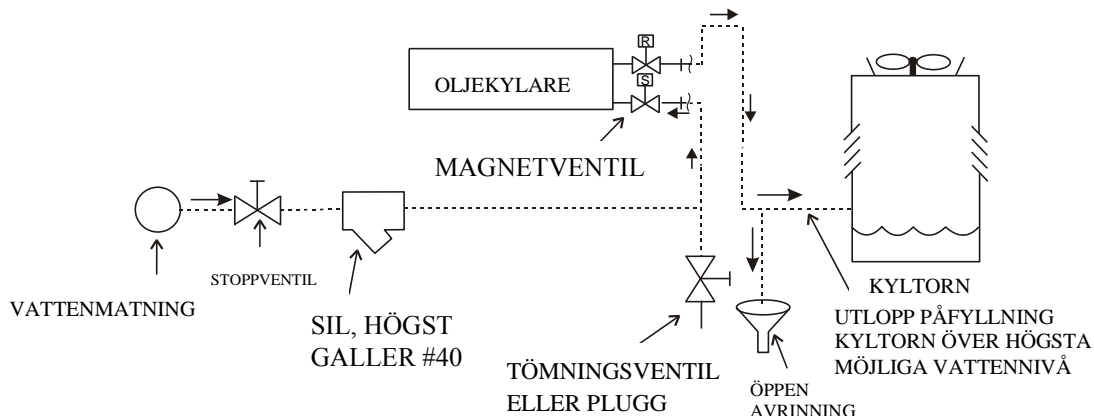 R
OLJEKYLARE
S
MAGNETVENTIL
STOPPVENTIL
VATTENMATNING
SIL, HÖGST
GALLER #40
TÖMNINGSVENTIL
ELLER PLUGG
ÖPPEN
AVRINNING
KYLTORN
UTLOPP PÅFYLLNING
KYLTORN ÖVER HÖGSTA
MÖJLIGA VATTENNIVÅ